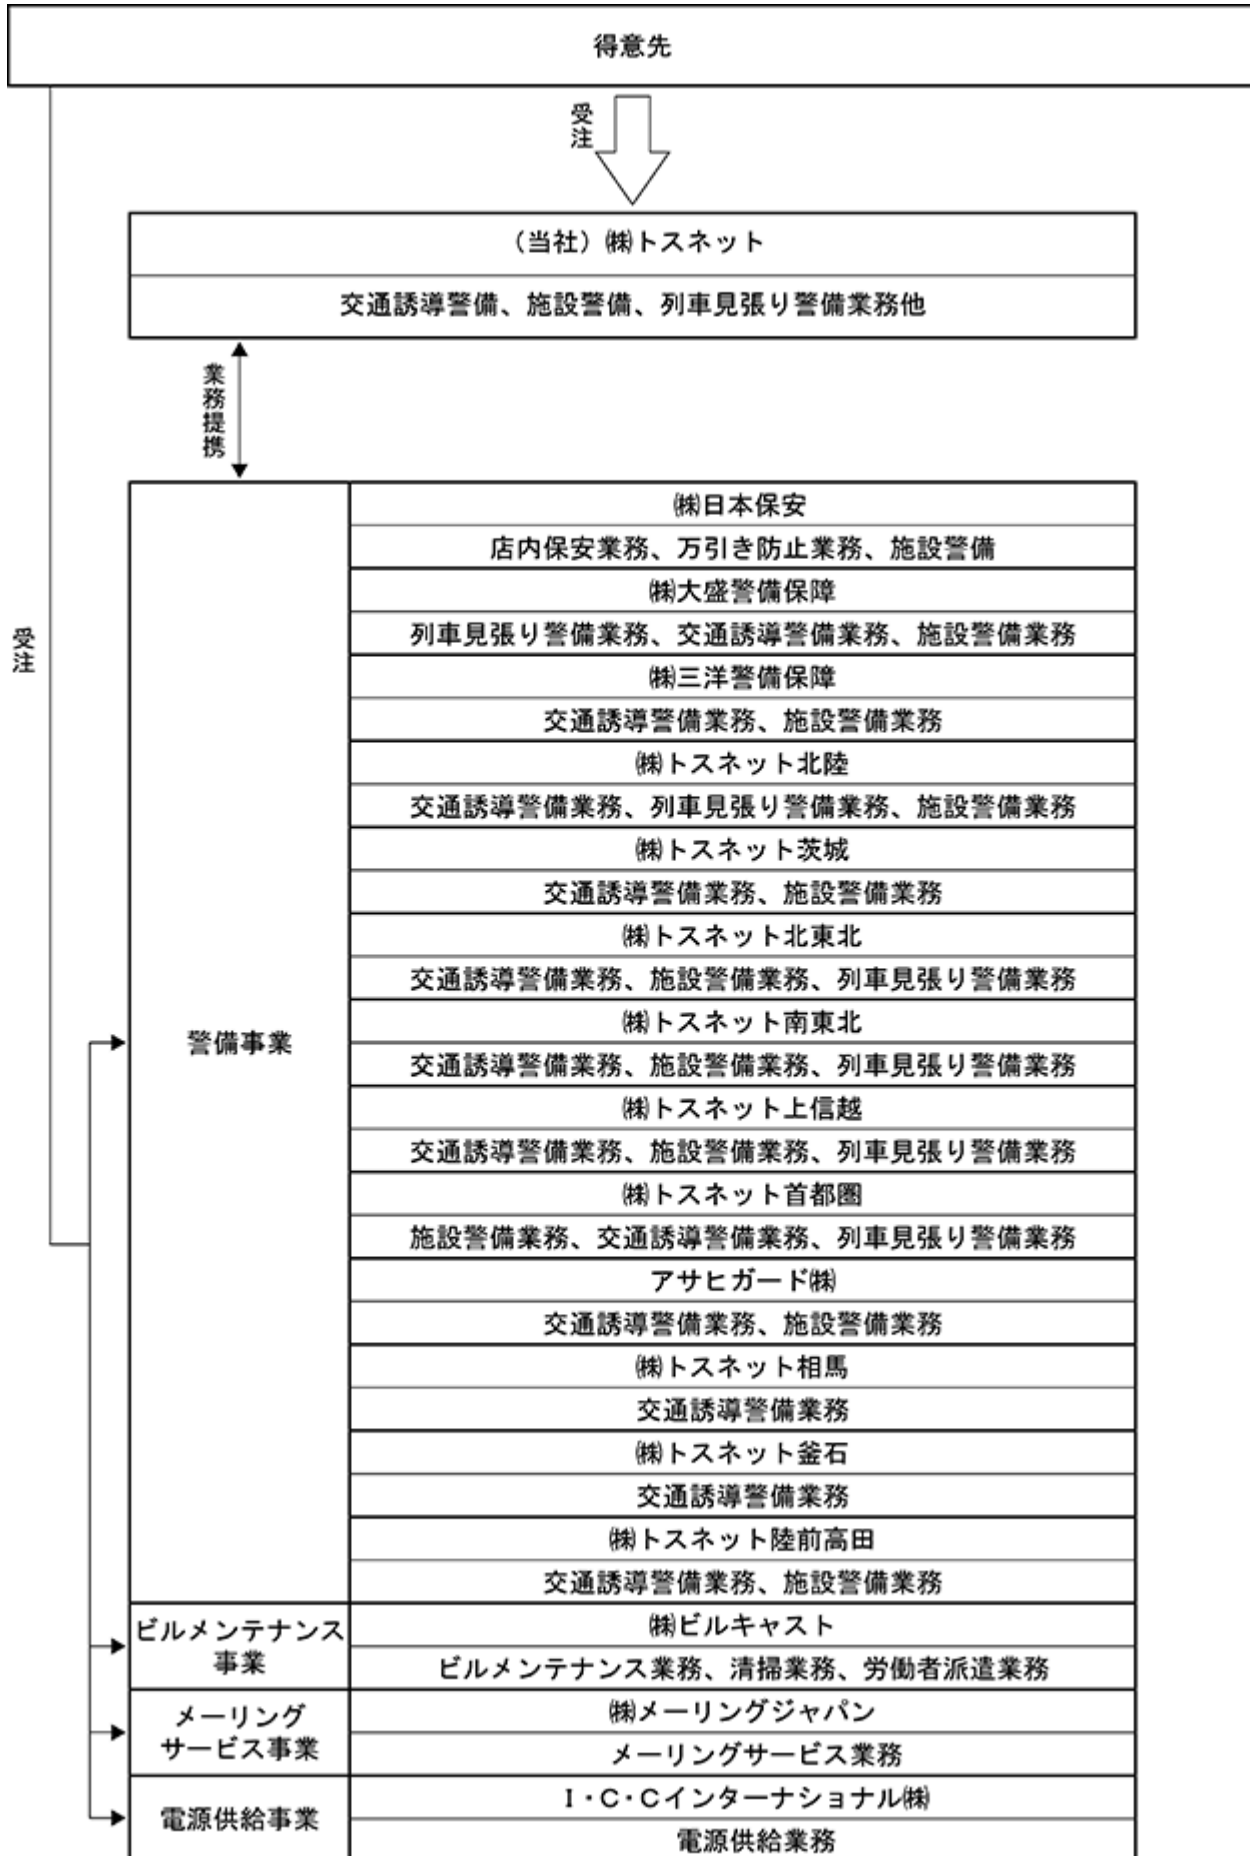 得意先
受注
(当社)㈱トスネット
交通誘導警備、施設警備、列車見張り警備業務他
業務提携
受注
警備事業
㈱日本保安
店内保安業務、万引き防止業務、施設警備
㈱大盛警備保障
列車見張り警備業務、交通誘導警備業務、施設警備業務
㈱三洋警備保障
交通誘導警備業務、施設警備業務
㈱トスネット北陸
交通誘導警備業務、列車見張り警備業務、施設警備業務
㈱トスネット茨城
交通誘導警備業務、施設警備業務
㈱トスネット北東北
交通誘導警備業務、施設警備業務、列車見張り警備業務
㈱トスネット南東北
交通誘導警備業務、施設警備業務、列車見張り警備業務
㈱トスネット上信越
交通誘導警備業務、施設警備業務、列車見張り警備業務
㈱トスネット首都圏
施設警備業務、交通誘導警備業務、列車見張り警備業務
アサヒガード㈱
交通誘導警備業務、施設警備業務
㈱トスネット相馬
交通誘導警備業務
㈱トスネット釜石
交通誘導警備業務
㈱トスネット陸前高田
交通誘導警備業務、施設警備業務
ビルメンテナンス
事業
㈱ビルキャスト
ビルメンテナンス業務、清掃業務、労働者派遣業務
メーリング
サービス事業
㈱メーリングジャパン
メーリングサービス業務
電源供給事業
I・C・Cインターナショナル㈱
電源供給業務